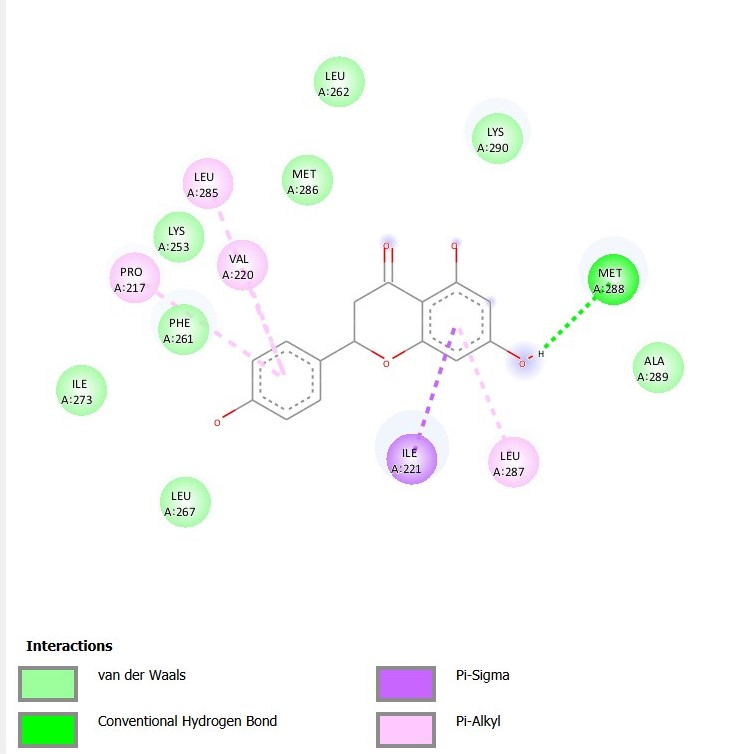 LEU
A:262
LYS
A:290
MET
A:286
LEU
A:285
LYS
A:253
VAL
A:220
PRO
A:217
MET
A:288
PHE
A:261
ILE
A:273
ALA
A:289
ILE
A:221
LEU
A:287
LEU
A:267
O
O
O
O
O
H
Interactions
van der Waals
Conventional Hydrogen Bond
Pi-Sigma
Pi-Alkyl